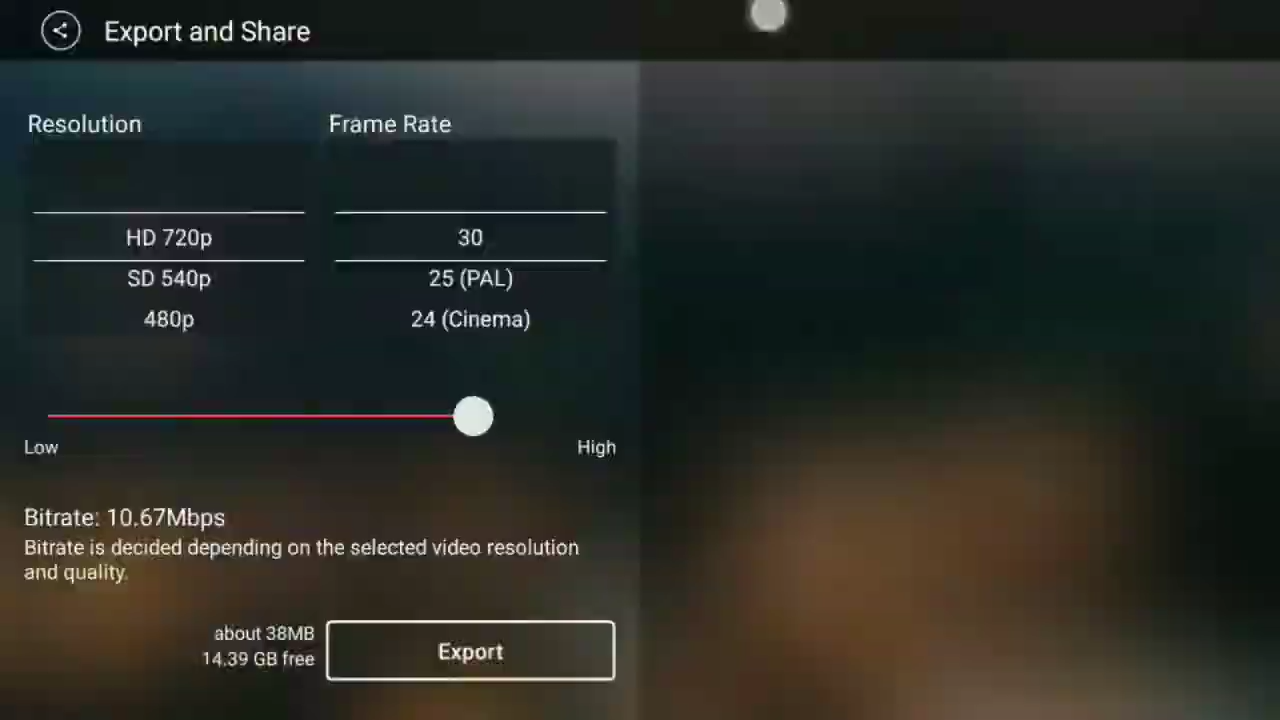 Export and Share
Resolution
Frame Rate
HD 720p
30
SD 540p
25 (PAL)
480p
24 (Cinema)
Low
High
Bitrate: 10.67Mbps
Bitrate is decided depending on the selected video resolution
and quality.
about 38MB
14.39 GB free
Export